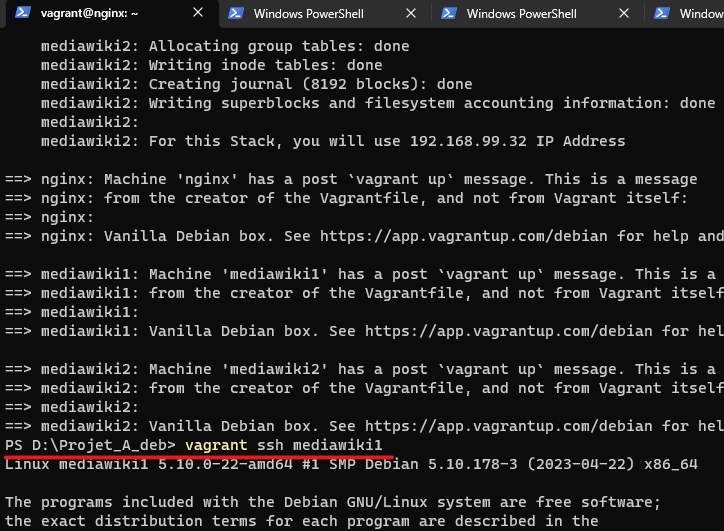 vagrant@nginx: ~ Windows PowerShell Windows PowerShell Window
mediawiki2: Allocating group tables: done
mediawiki2: Writing inode tables: done
mediawiki2: Creating journal (8192 blocks): done
mediawiki2: Writing superblocks and filesystem accounting information: done
mediawiki2:
mediawiki2: For this Stack, you will use 192.168.99.32 IP Address
==> nginx: Machine 'nginx' has a post `vagrant up` message. This is a message
==> nginx: from the creator of the Vagrantfile, and not from Vagrant itself:
==> nginx:
==> nginx: Vanilla Debian box. See https://app.vagrantup.com/debian for help and
==> mediawiki1: Machine 'mediawiki1' has a post `vagrant up` message. This is a
==> mediawiki1: from the creator of the Vagrantfile, and not from Vagrant itself
==> mediawiki1:
==> mediawiki1: Vanilla Debian box. See https://app.vagrantup.com/debian for hel
==> mediawiki2: Machine 'mediawiki2' has a post `vagrant up` message. This is a
==> mediawiki2: from the creator of the Vagrantfile, and not from Vagrant itself
==> mediawiki2:
==> mediawiki2: Vanilla Debian box. See https://app.vagrantup.com/debian for hel
PS D:\Projet_A_deb> vagrant ssh mediawiki1
Linux mediawiki1 5.10.0-22-amd64 #1 SMP Debian 5.10.178-3 (2023-04-22) x86_64
The programs included with the Debian GNU/Linux system are free software;
the exact distribution terms for each program are described in the